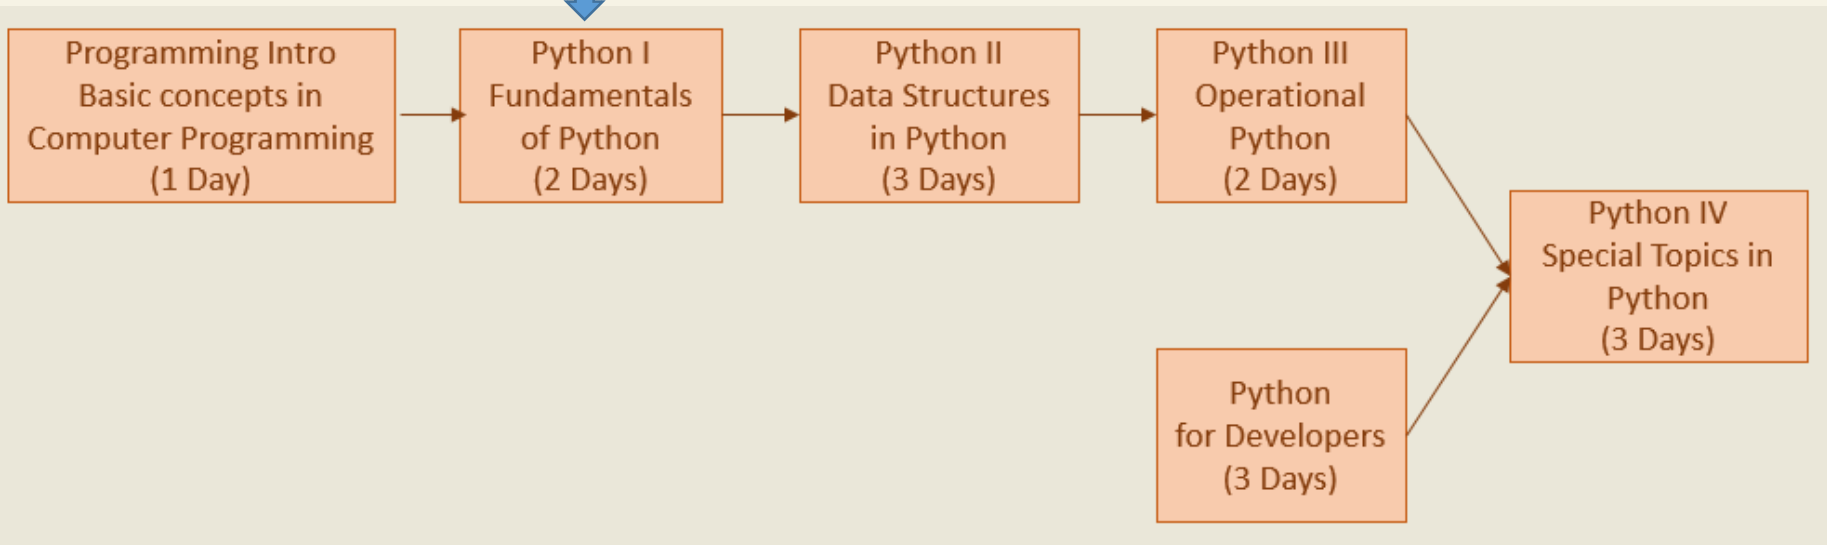 Programming Intro
Basic concepts in
Computer Programming
(1 Day)
Python I
Fundamentals
of Python
(2 Days)
Python II
Data Structures
in Python
(3 Days)
Python III
Operational
Python
(2 Days)
Python IV
Special Topics in
Python
(3 Days)
Python
for Developers
(3 Days)